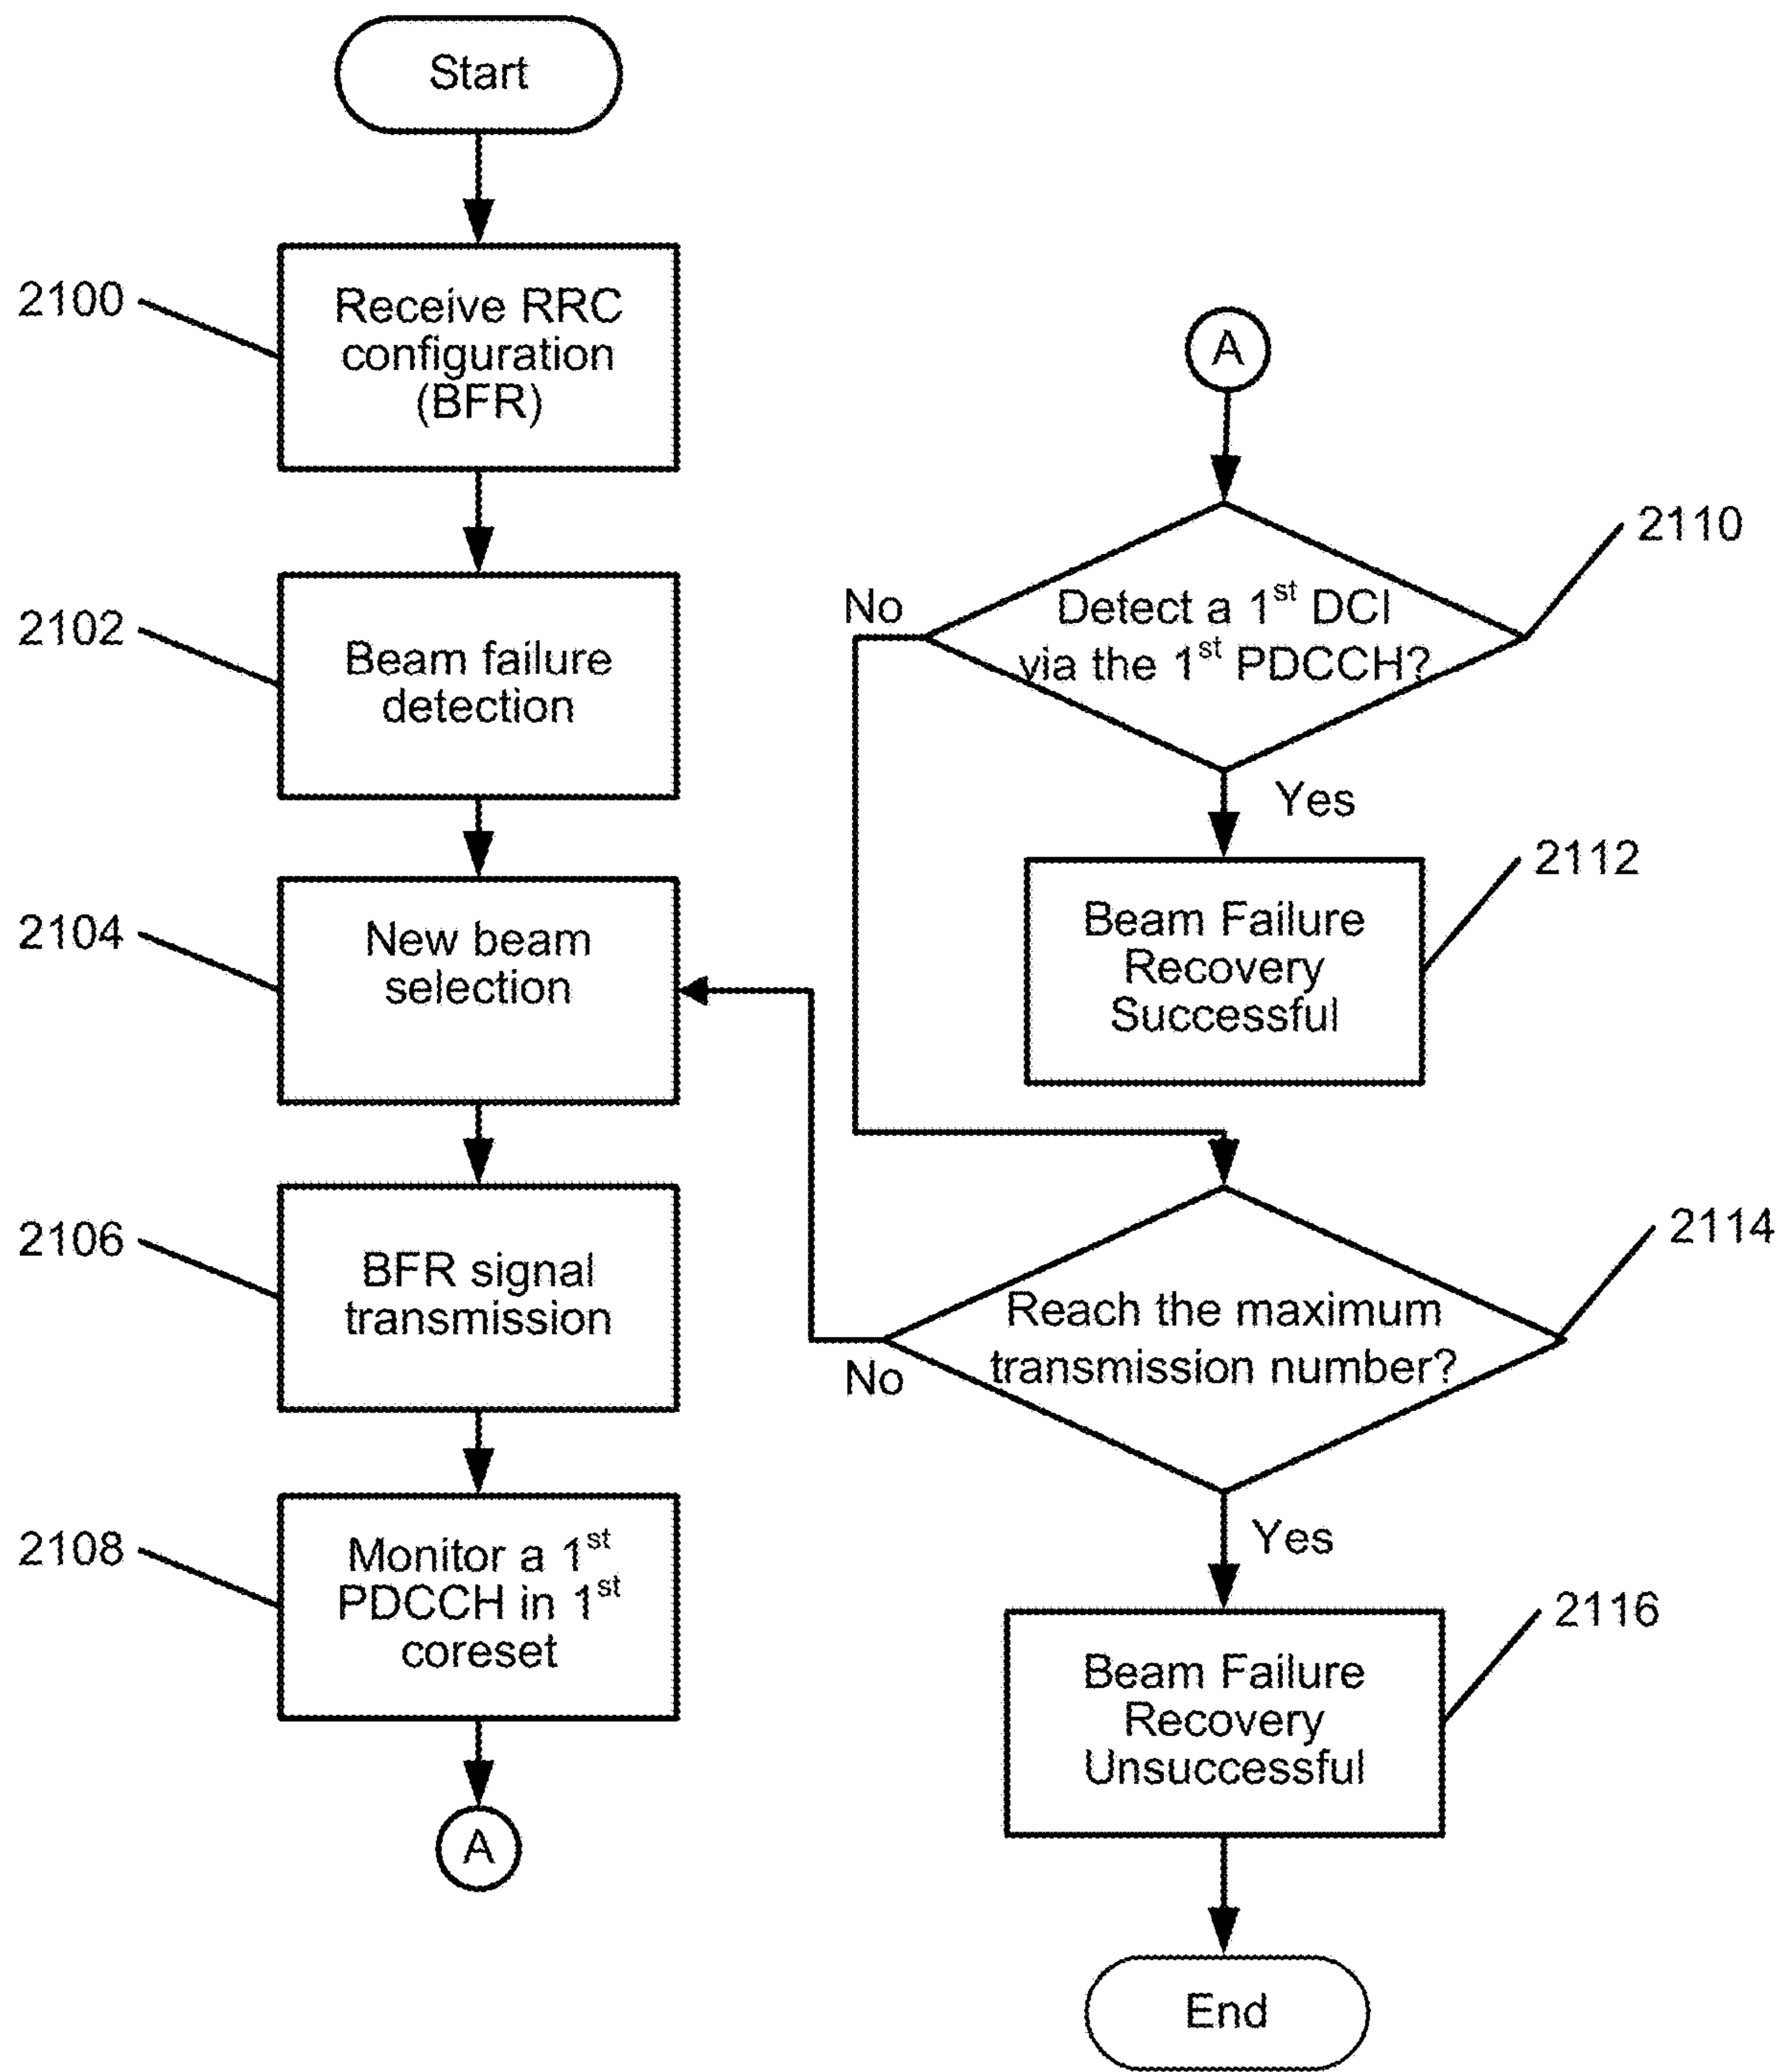 Start
2100
Receive RRC
configuration
(BFR)
2102
Beam failure
detection
2104
New beam
selection
2106
BFR signal
transmission
2108
Monitor a 1st
PDCCH in 1st
coreset
A
A
2110
Detect a 1st DCI
via the 1st PDCCH?
No
Yes
2112
Beam Failure
Recovery
Successful
2114
Reach the maximum
transmission number?
No
Yes
2116
Beam Failure
Recovery
Unsuccessful
End